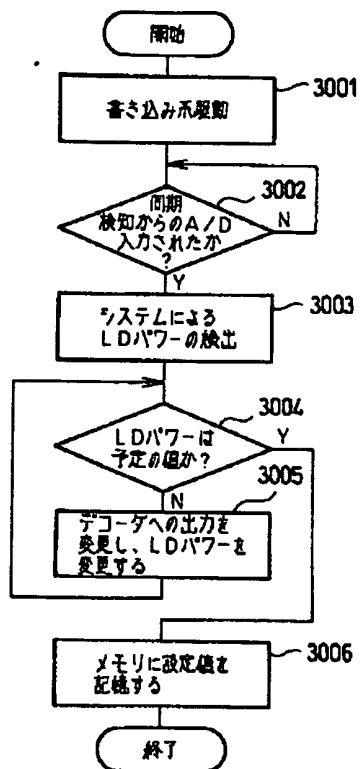 開始
書き込み系駆動
3001
3002
同期
検知からのA/D
入力されたか
?
N
Y
システムによる
LDパワーの検出
3003
3004
LDパワーは
予定の値か?
Y
N
3005
デコーダへの出力を
変更し、LDパワーを
変更する
メモリに設定値を
記憶する
3006
終了